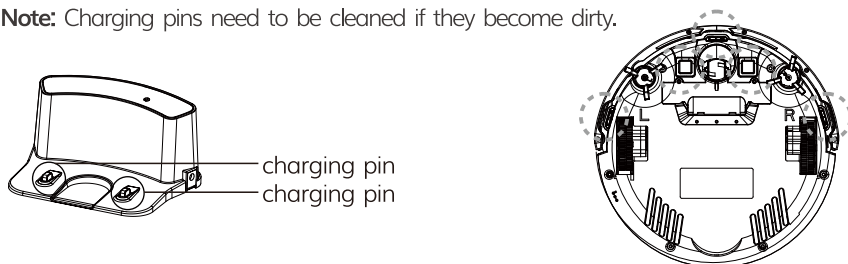 Note: Charging pins need to be cleaned if they become dirty.
L
R
charging pin
charging pin